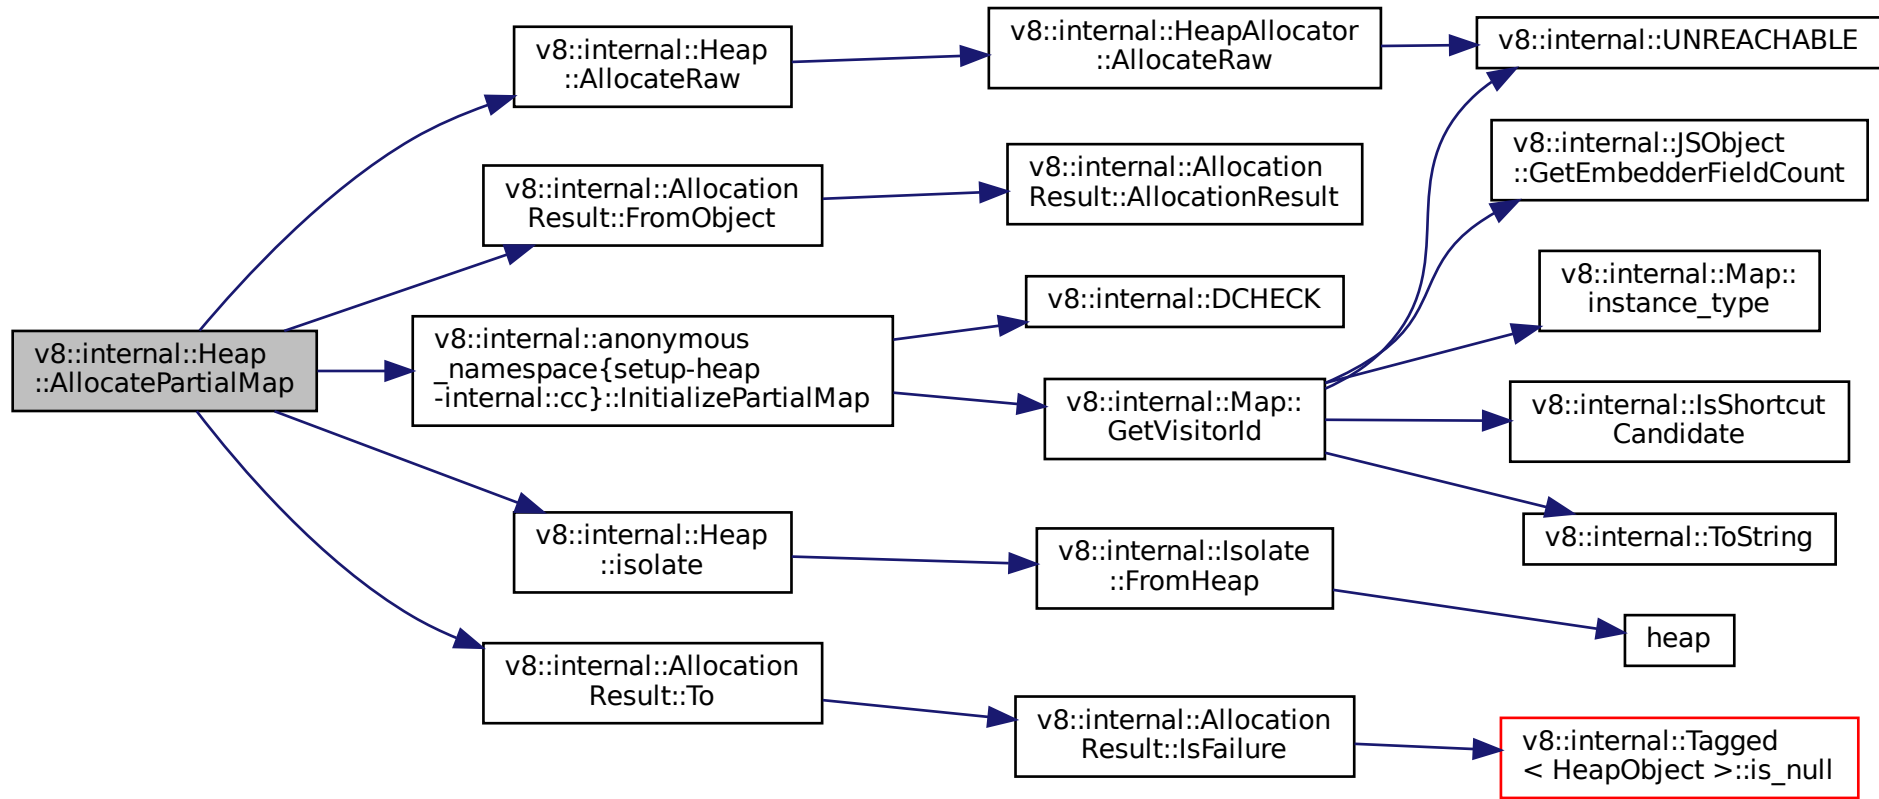 v8::internal::Heap
::AllocatePartialMap
v8::internal::Heap
::AllocateRaw
v8::internal::Allocation
Result::FromObject
v8::internal::anonymous
_namespace{setup-heap
-internal::cc}::InitializePartialMap
v8::internal::Heap
::isolate
v8::internal::Allocation
Result::To
v8::internal::HeapAllocator
::AllocateRaw
v8::internal::Allocation
Result::AllocationResult
v8::internal::DCHECK
v8::internal::Map::
GetVisitorId
v8::internal::Isolate
::FromHeap
v8::internal::Allocation
Result::IsFailure
v8::internal::UNREACHABLE
v8::internal::JSObject
::GetEmbedderFieldCount
v8::internal::Map::
instance_type
v8::internal::IsShortcut
Candidate
v8::internal::ToString
heap
v8::internal::Tagged
< HeapObject >::is_null